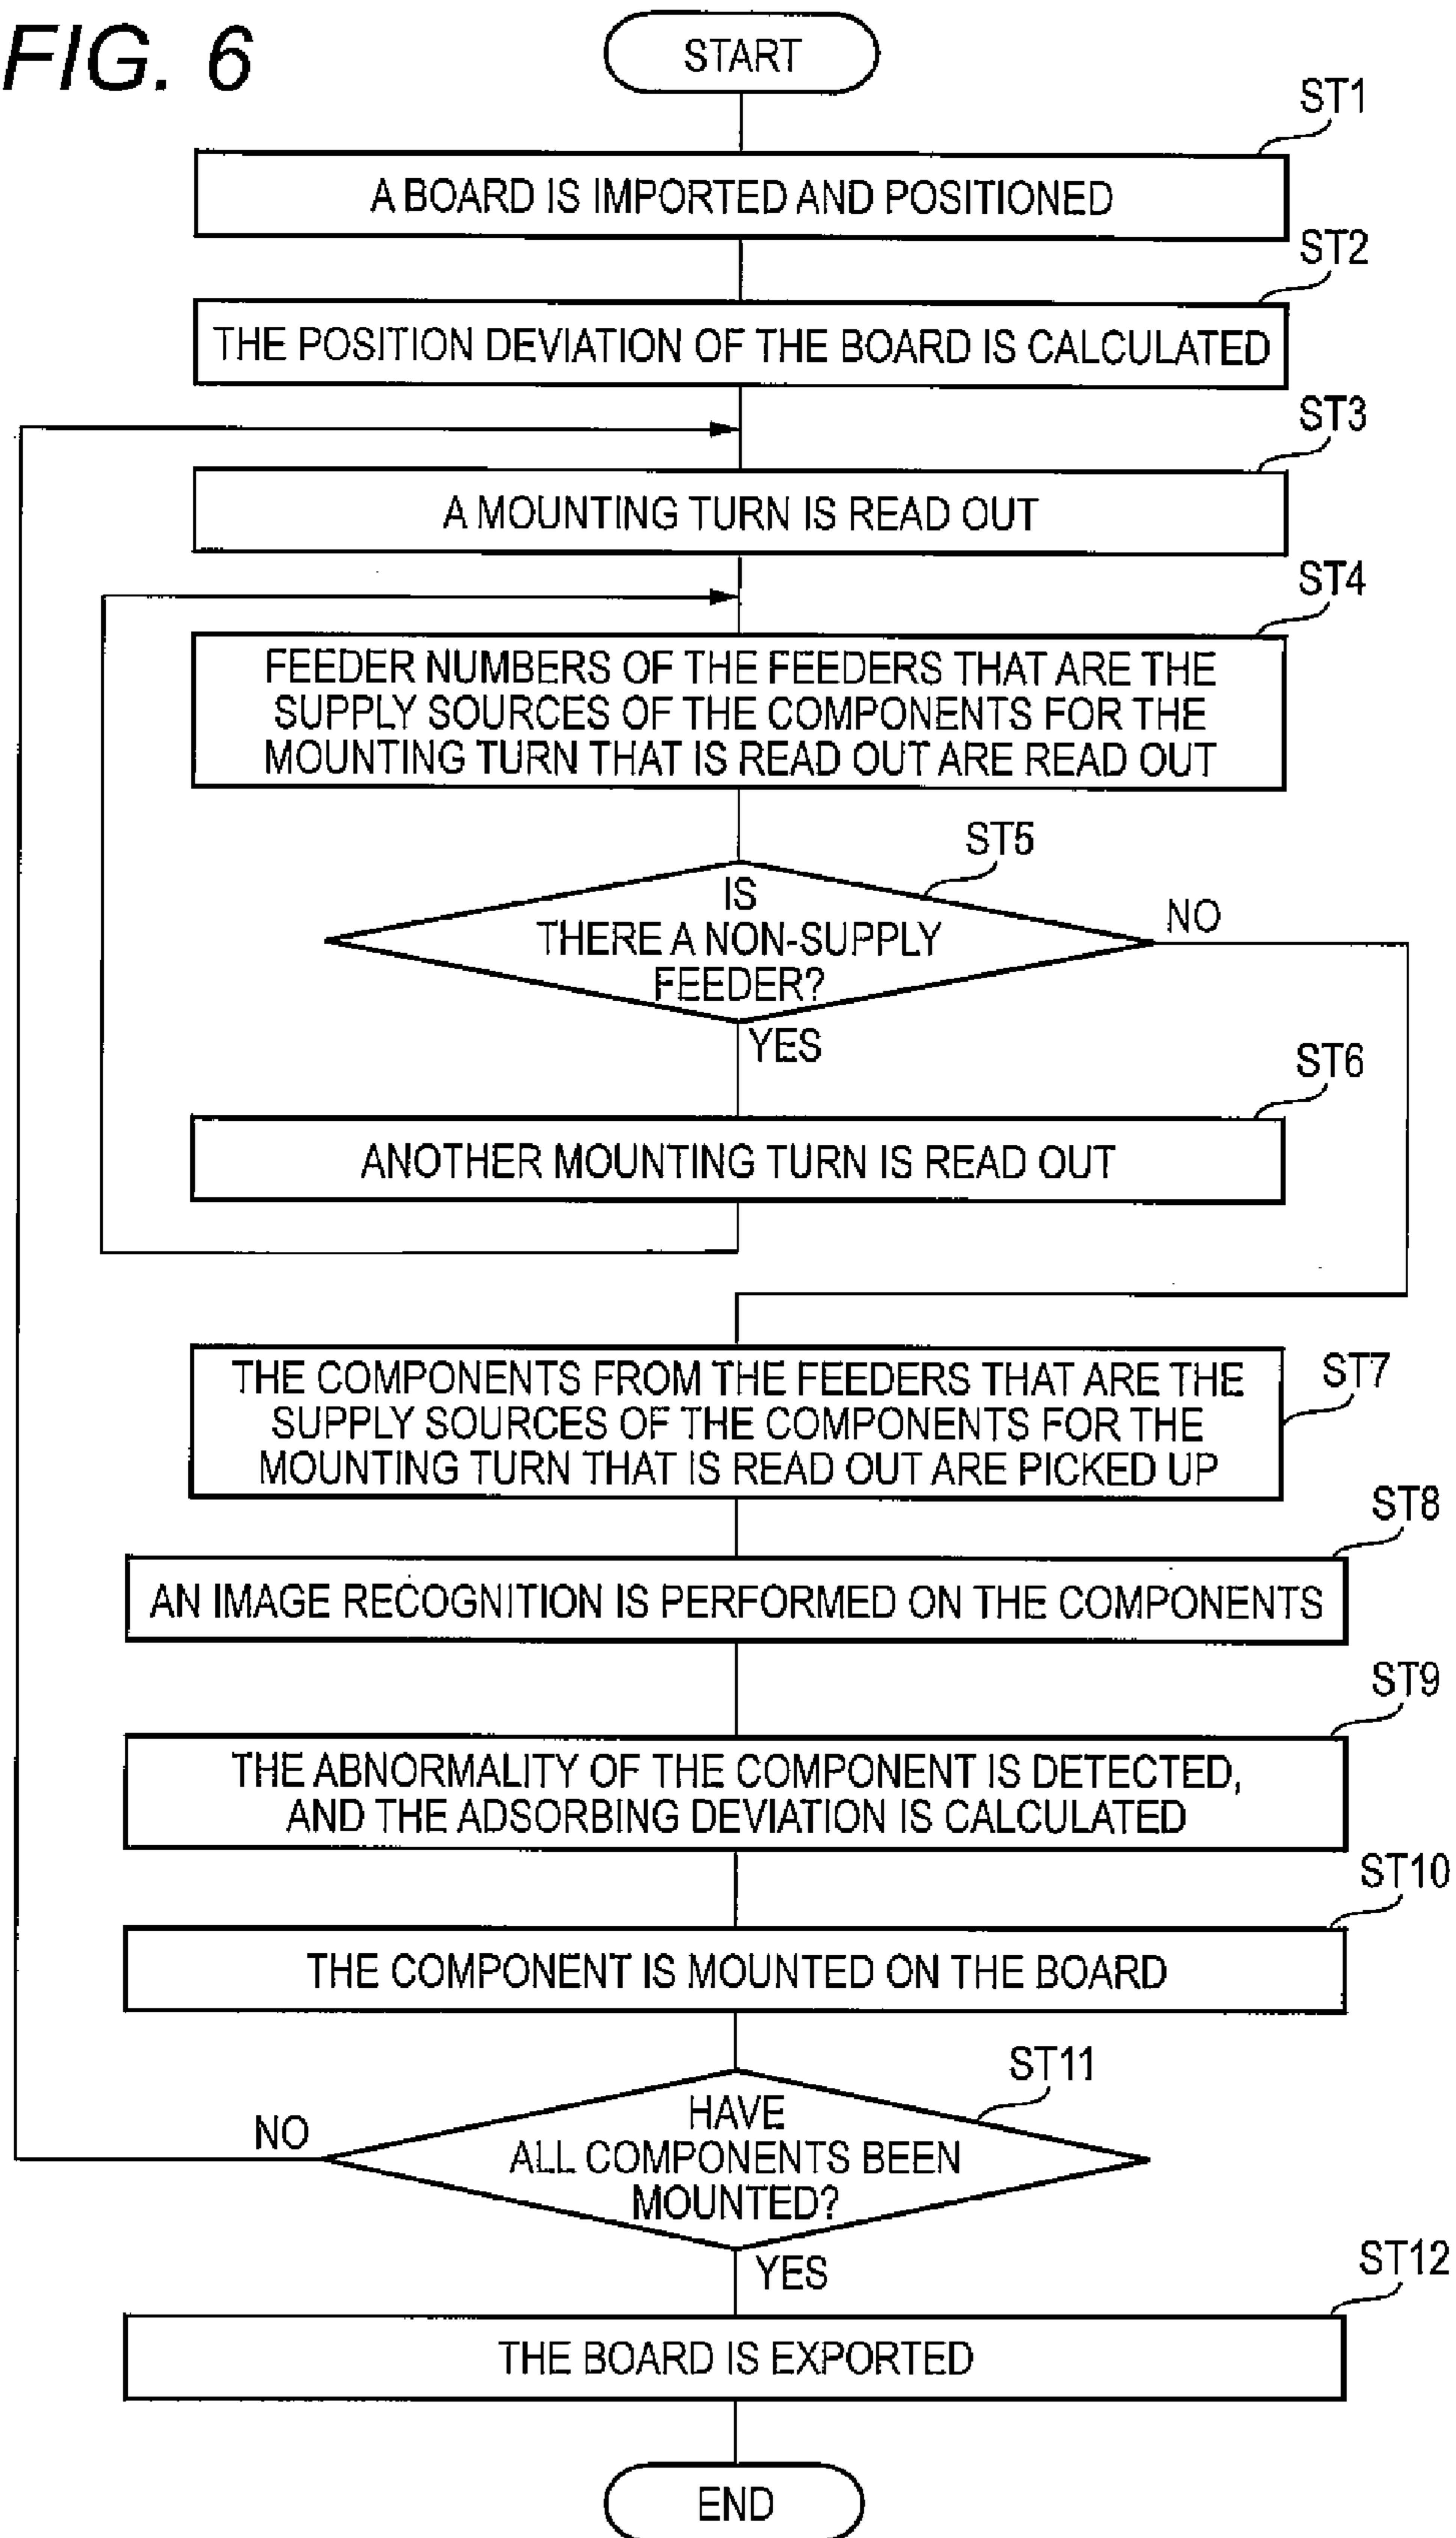 FIG. 6
START
ST1
A BOARD IS IMPORTED AND POSITIONED
ST2
THE POSITION DEVIATION OF THE BOARD IS CALCULATED
ST3
A MOUNTING TURN IS READ OUT
ST4
FEEDER NUMBERS OF THE FEEDERS THAT ARE THE
SUPPLY SOURCES OF THE COMPONENTS FOR THE
MOUNTING TURN THAT IS READ OUT ARE READ OUT
ST5
IS
THERE A NON-SUPPLY
FEEDER?
NO
YES
ST6
ANOTHER MOUNTING TURN IS READ OUT
ST7
THE COMPONENTS FROM THE FEEDERS THAT ARE THE
SUPPLY SOURCES OF THE COMPONENTS FOR THE
MOUNTING TURN THAT IS READ OUT ARE PICKED UP
ST8
AN IMAGE RECOGNITION IS PERFORMED ON THE COMPONENTS
ST9
THE ABNORMALITY OF THE COMPONENT IS DETECTED,
AND THE ADSORBING DEVIATION IS CALCULATED
ST10
THE COMPONENT IS MOUNTED ON THE BOARD
ST11
HAVE
ALL COMPONENTS BEEN
MOUNTED?
NO
YES
ST12
THE BOARD IS EXPORTED
END